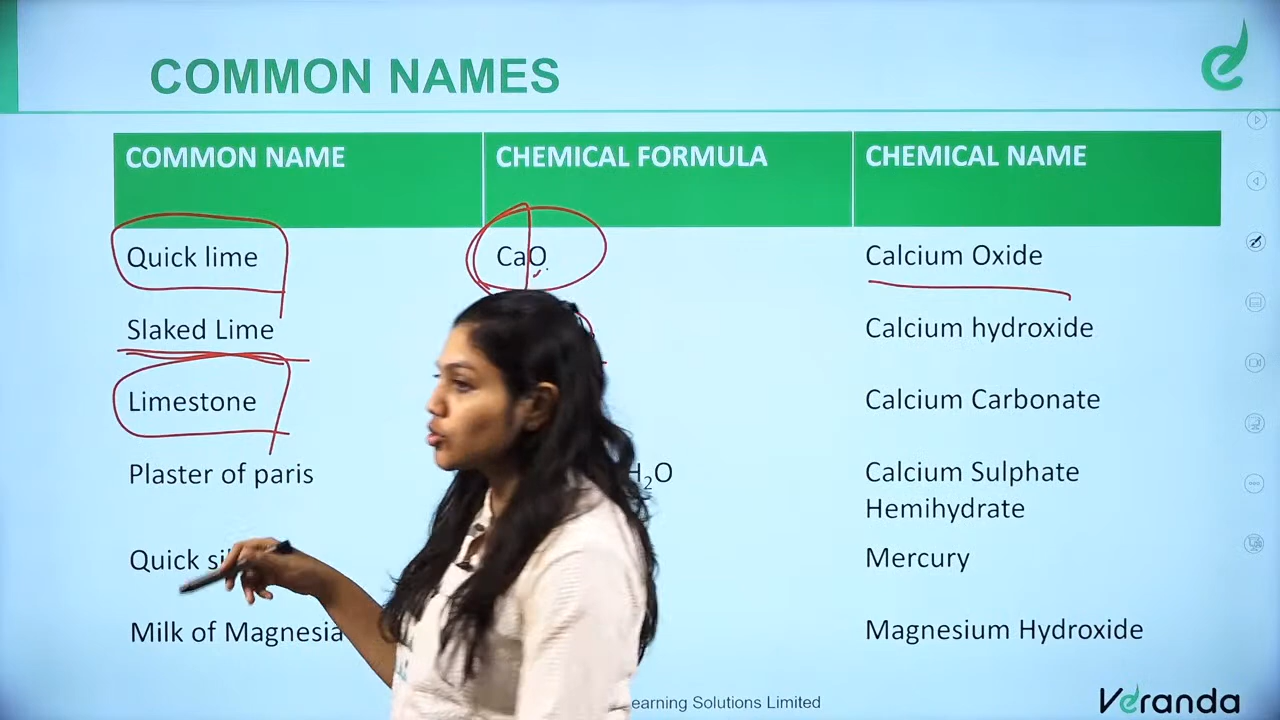 COMMON NAMES
COMMON NAME CHEMICAL FORMULA CHEMICAL NAME
Quick lime CaO Calcium Oxide
Slaked Lime Calcium hydroxide
Limestone Calcium Carbonate
Plaster of paris H₂O Calcium Sulphate
Hemihydrate
Quick Mercury
Milk of Magnesia Magnesium Hydroxide
earning Solutions Limited
Veranda